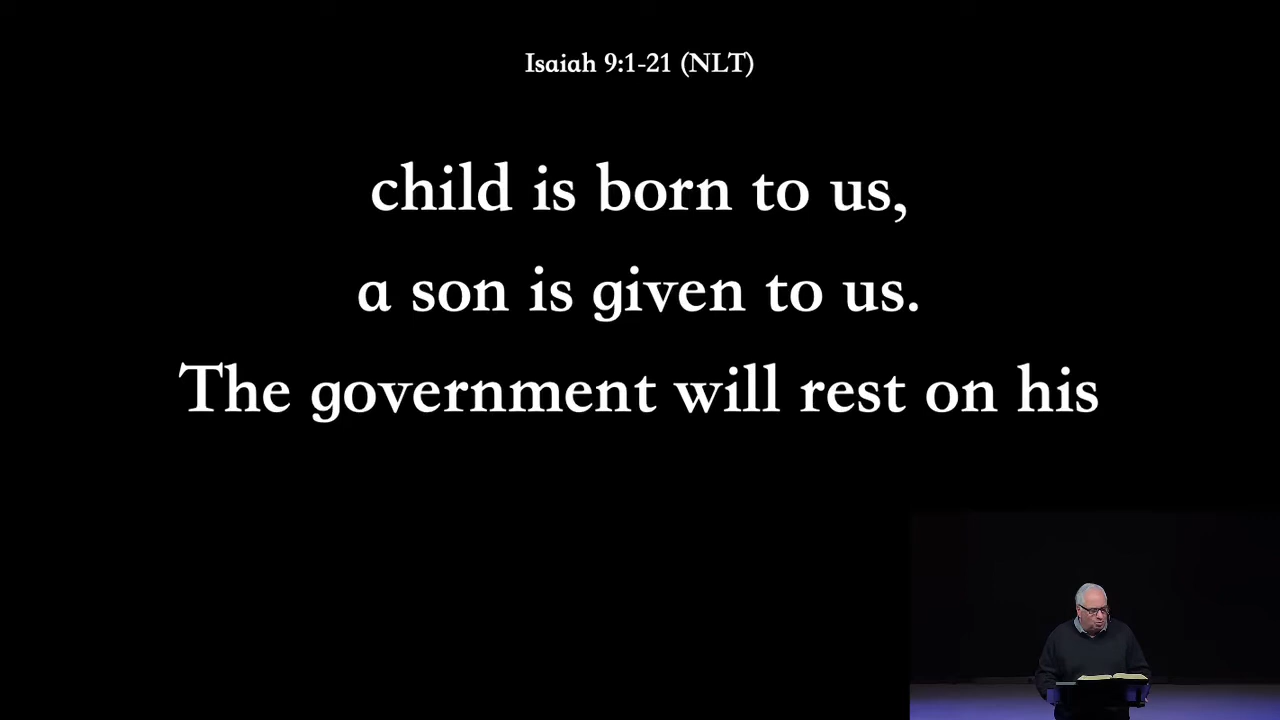 Isaiah 9:1-21 (NLT)
child is born to us,
a son is given to us.
The government will rest on his